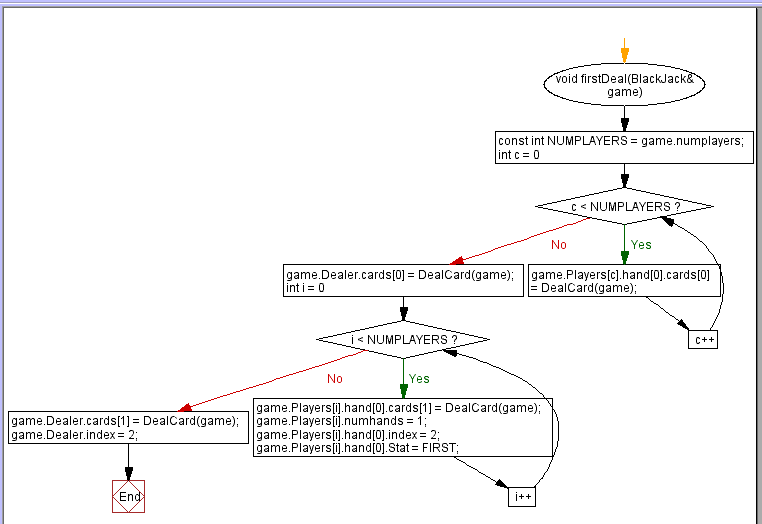 void firstDeal(BlackJack&
game)
const int NUMPLAYERS = game.numplayers;
int c = 0
c < NUMPLAYERS ?
No
Yes
game.Dealer.cards[0] = DealCard(game);
int i = 0
game.Players[c].hand[0].cards[0]
= DealCard(game);
c++
i < NUMPLAYERS ?
No
Yes
game.Dealer.cards[1] = DealCard(game);
game.Dealer.index = 2;
game.Players[i].hand[0].cards[1] = DealCard(game);
game.Players[i].numhands = 1;
game.Players[i].hand[0].index = 2;
game.Players[i].hand[0].Stat = FIRST;
End
i++